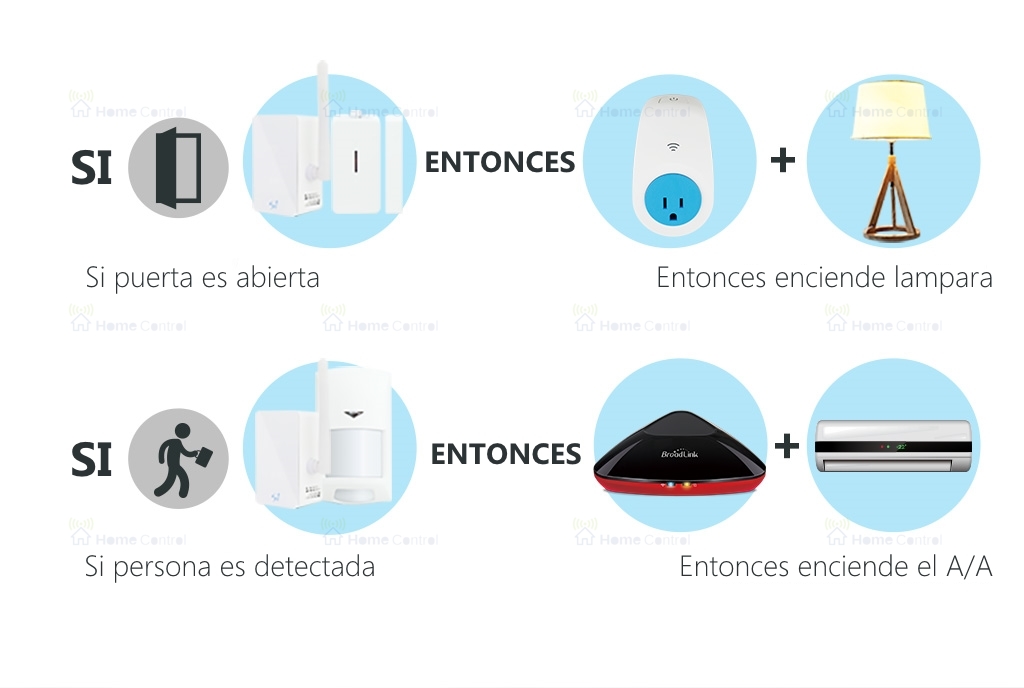 Home Control Home Control Home Control Home Control
SI ENTONCES +
Si puerta es abierta Entonces enciende lampara
Home Control Home Control Home Control Home Control
SI ENTONCES BroadLink +
Home Control Home Control Home Control Home Control
Si persona es detectada Entonces enciende el A/A